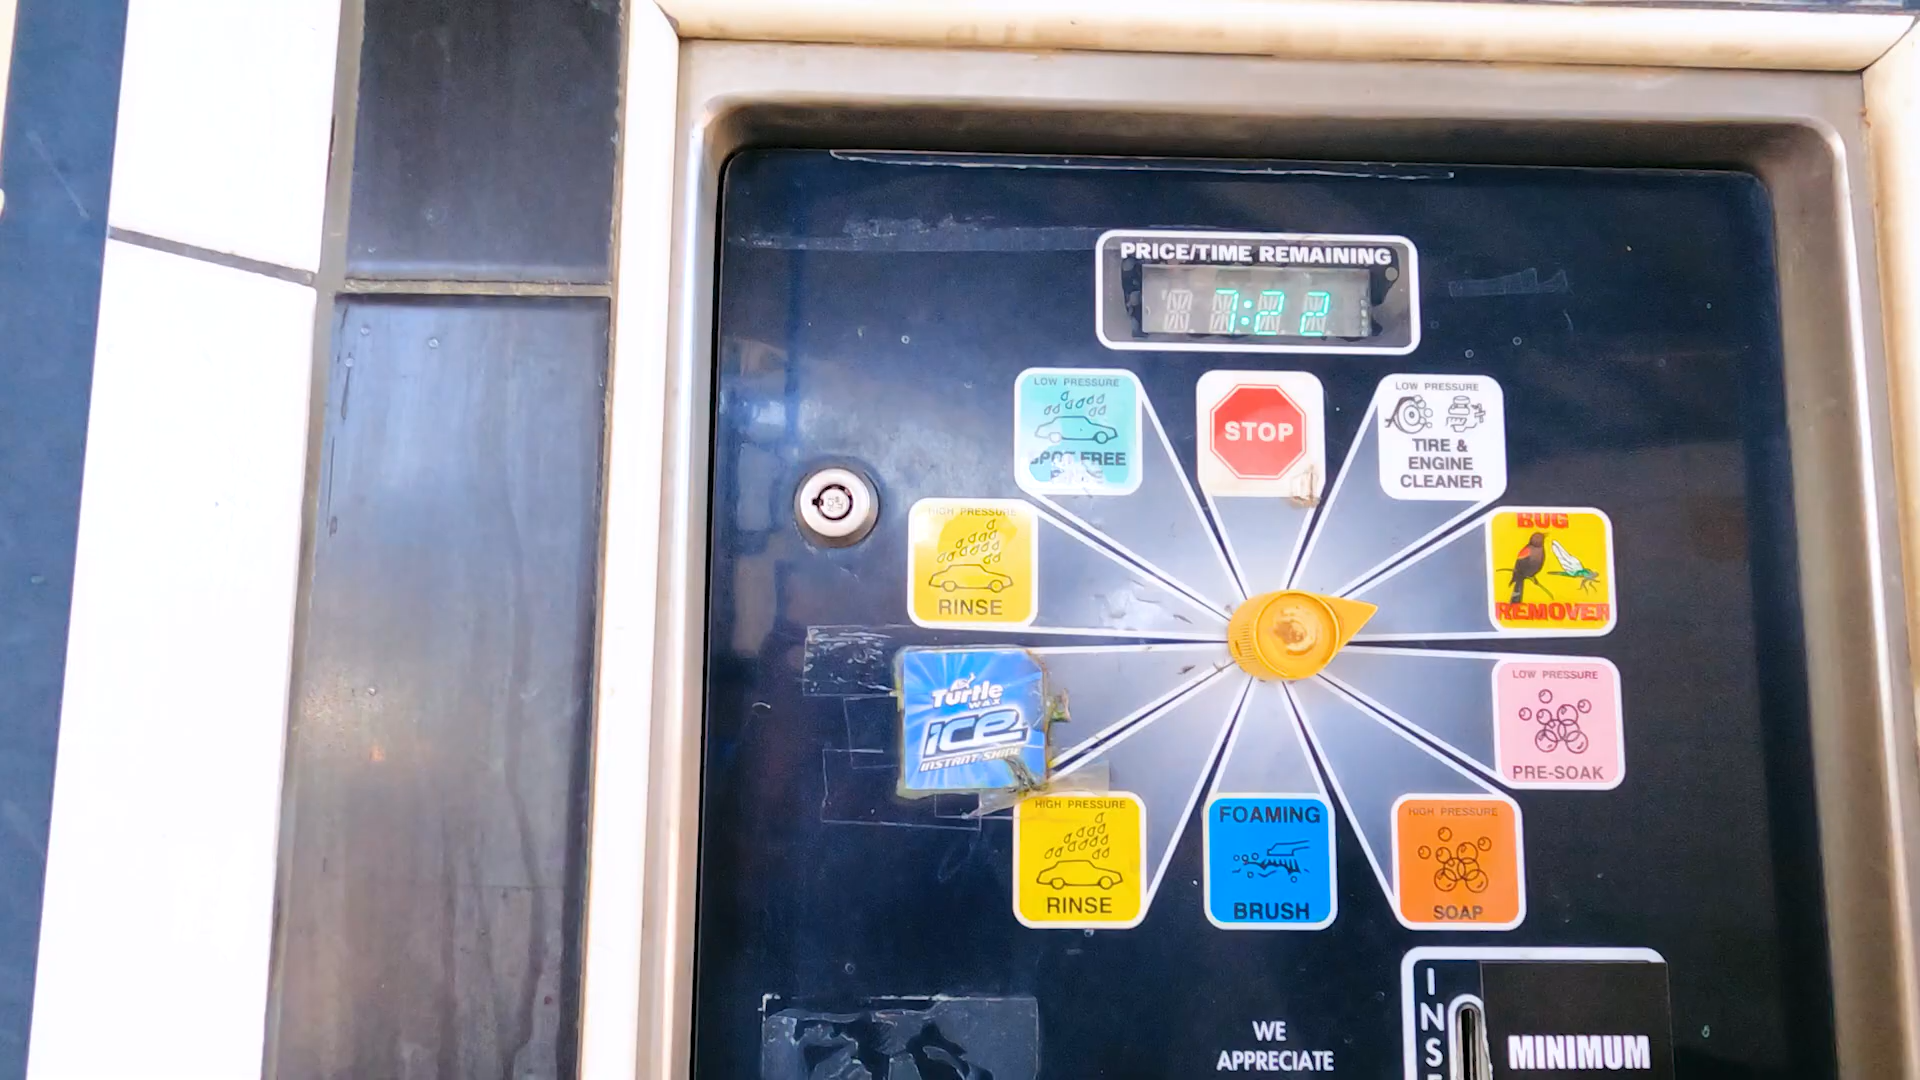 PRICE/TIME REMAINING
7:22
LOW PRESSURE
SPOT FREE
STOP
LOW PRESSURE
TIRE &
ENGINE
CLEANER
HIGH PRESSURE
RINSE
BUG
REMOVER
Turtle
WAX
ice
INSTANT SHINE
LOW PRESSURE
PRE-SOAK
HIGH PRESSURE
RINSE
FOAMING
BRUSH
HIGH PRESSURE
SOAP
WE
APPRECIATE
MINIMUM